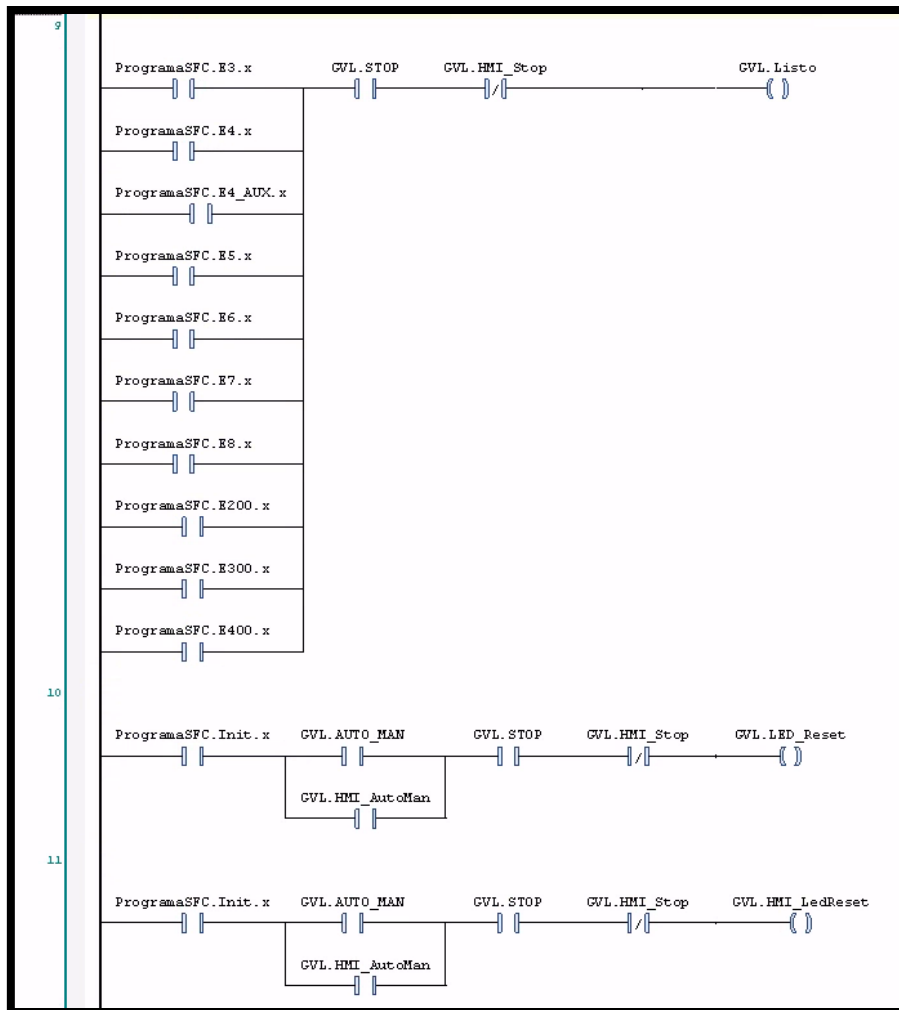 9
ProgramaSFC.E3.x GVL.STOP GVL.HMI_Stop GVL.Listo
ProgramaSFC.E4.x
ProgramaSFC.E4_AUX.x
ProgramaSFC.E5.x
ProgramaSFC.E6.x
ProgramaSFC.E7.x
ProgramaSFC.E8.x
ProgramaSFC.E200.x
ProgramaSFC.E300.x
ProgramaSFC.E400.x
10
ProgramaSFC.Init.x GVL.AUTO_MAN GVL.STOP GVL.HMI_Stop GVL.LED_Reset
GVL.HMI_AutoMan
11
ProgramaSFC.Init.x GVL.AUTO_MAN GVL.STOP GVL.HMI_Stop GVL.HMI_LedReset
GVL.HMI_AutoMan